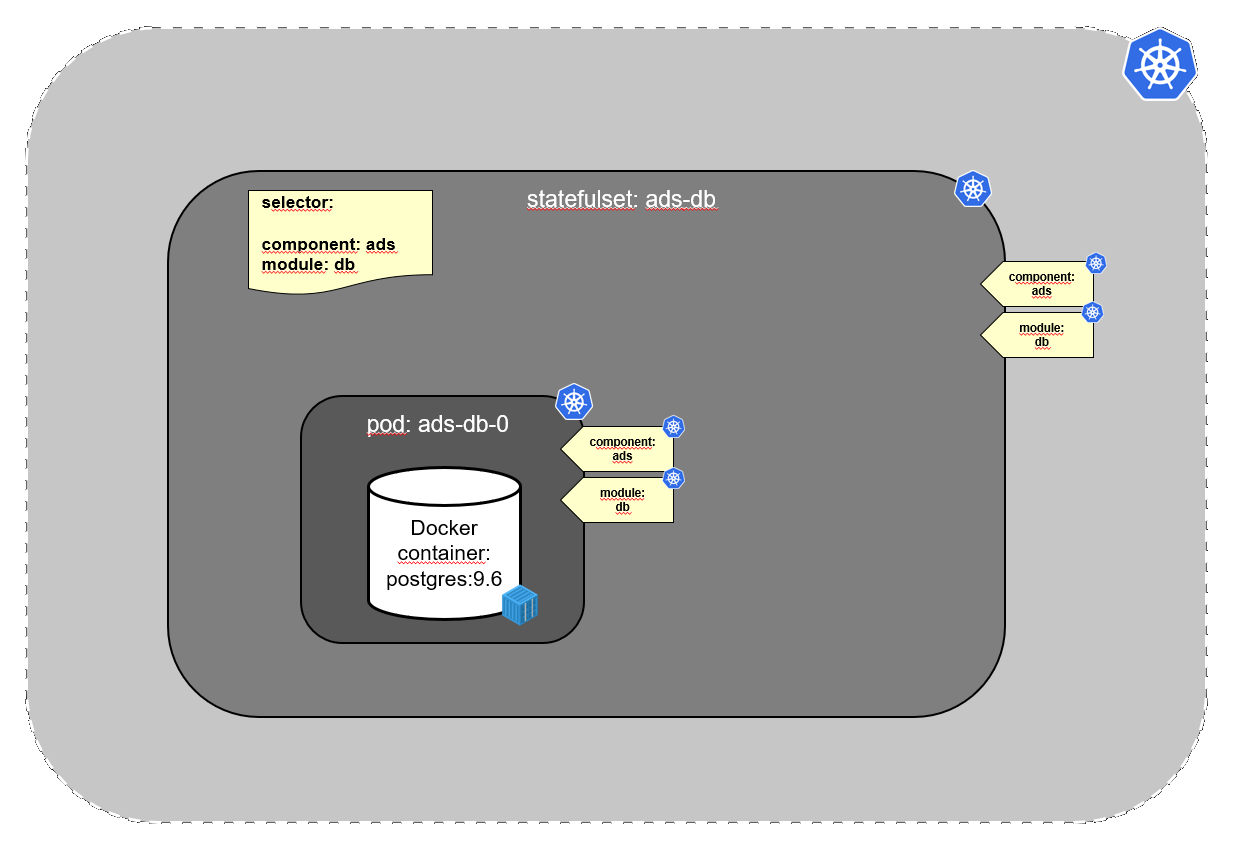 statefulset: ads-db
selector:
component: ads
module: db
component:
ads
module:
db
pod: ads-db-0
component:
ads
module:
db
Docker
container:
postgres:9.6